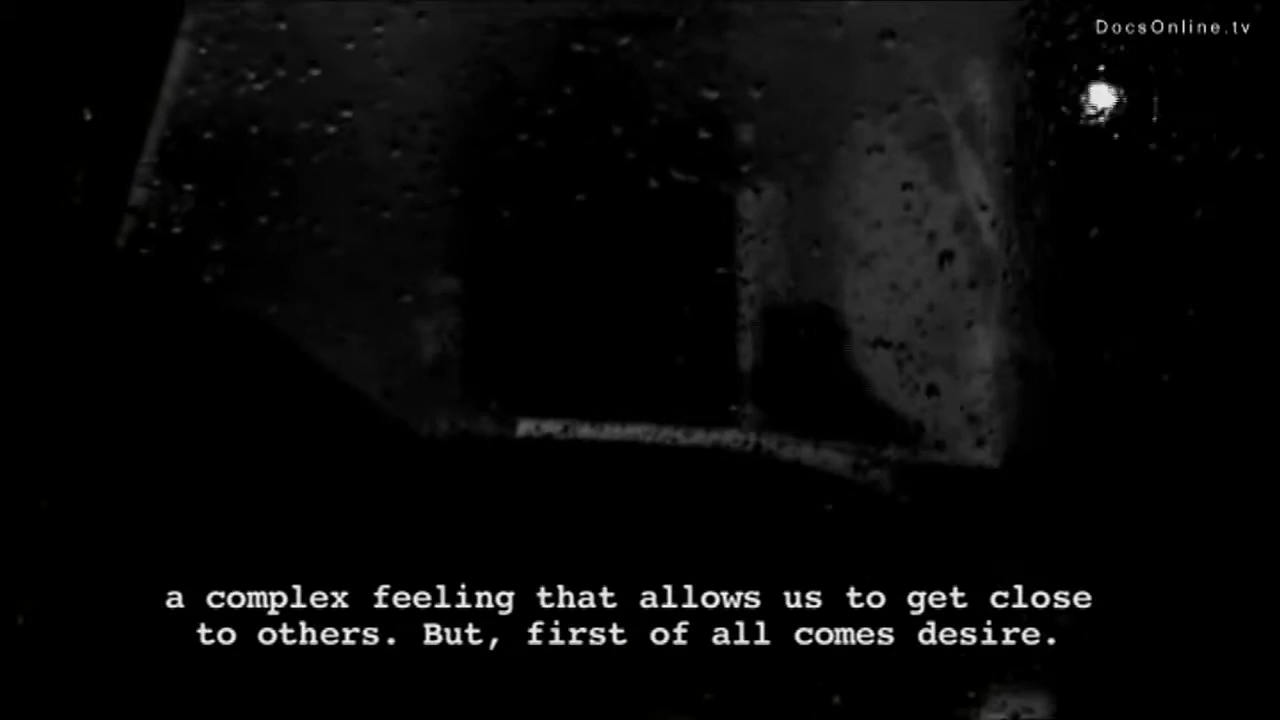 DocsOnline.tv
a complex feeling that allows us to get close
to others. But, first of all comes desire.